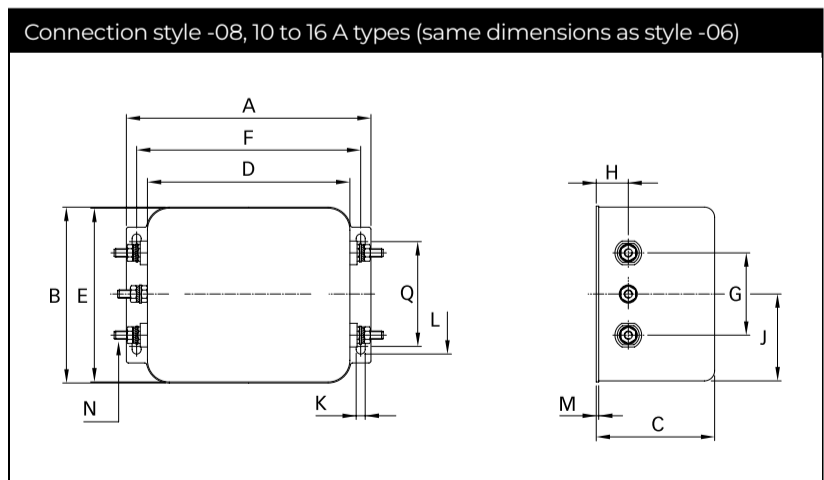 Connection style -08, 10 to 16 A types (same dimensions as style -06)
A
F
D
H
B
E
Q
L
G
J
N
K
M
C